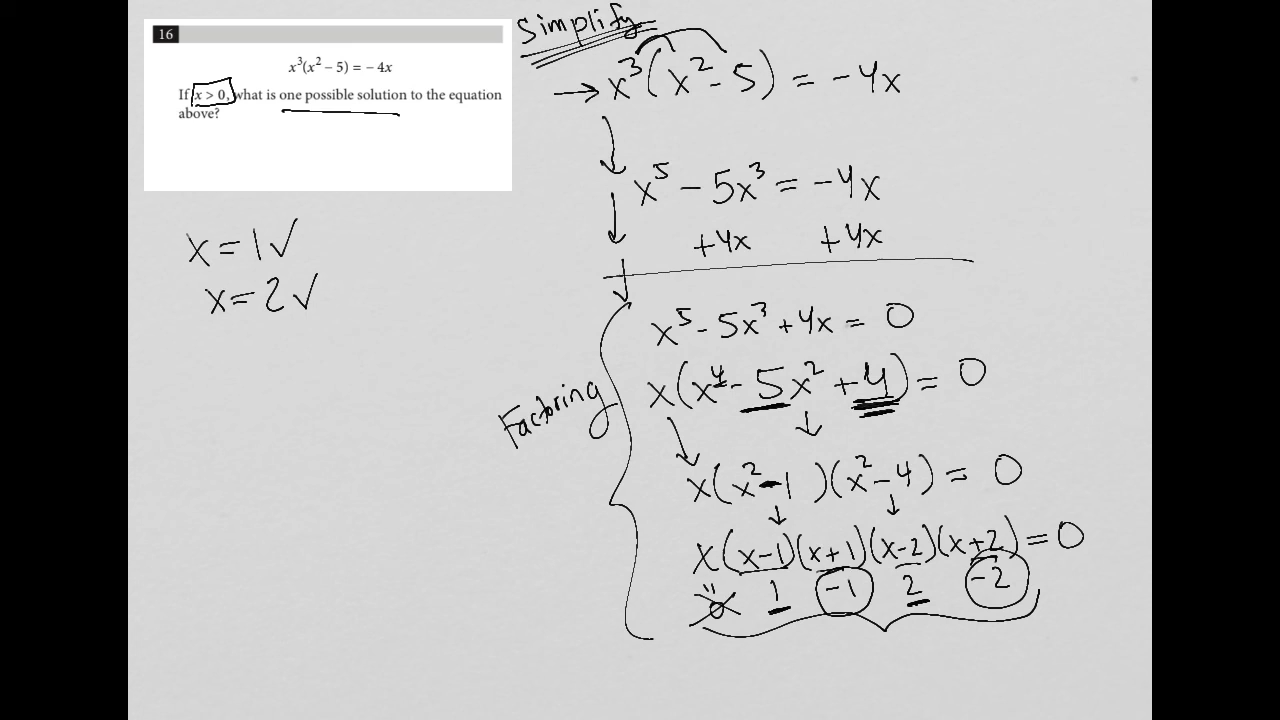 16
x³(x² – 5) = – 4x
If x > 0, what is one possible solution to the equation
above?
x = 1 ✓
x = 2 ✓
Simplify
→ x³(x² - 5) = -4x
x⁵ - 5x³ = -4x
+4x +4x
x⁵ - 5x³ + 4x = 0
x(x⁴ - 5x² + 4) = 0
Factoring
x(x² - 1)(x² - 4) = 0
x(x-1)(x+1)(x-2)(x+2) = 0
0 1 -1 2 -2